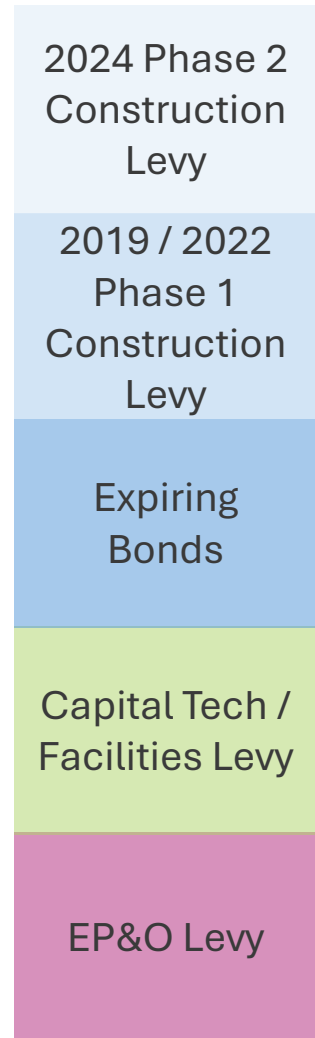 2024 Phase 2
Construction
Levy
2019 / 2022
Phase 1
Construction
Levy
Expiring
Bonds
Capital Tech /
Facilities Levy
EP&O Levy